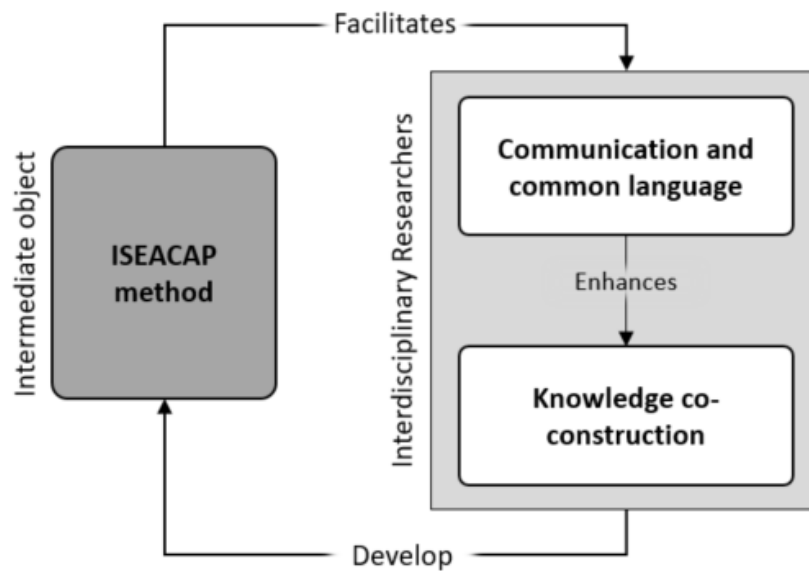 Facilitates
Intermediate object
ISEACAP
method
Interdisciplinary Researchers
Communication and
common language
Enhances
Knowledge co-
construction
Develop